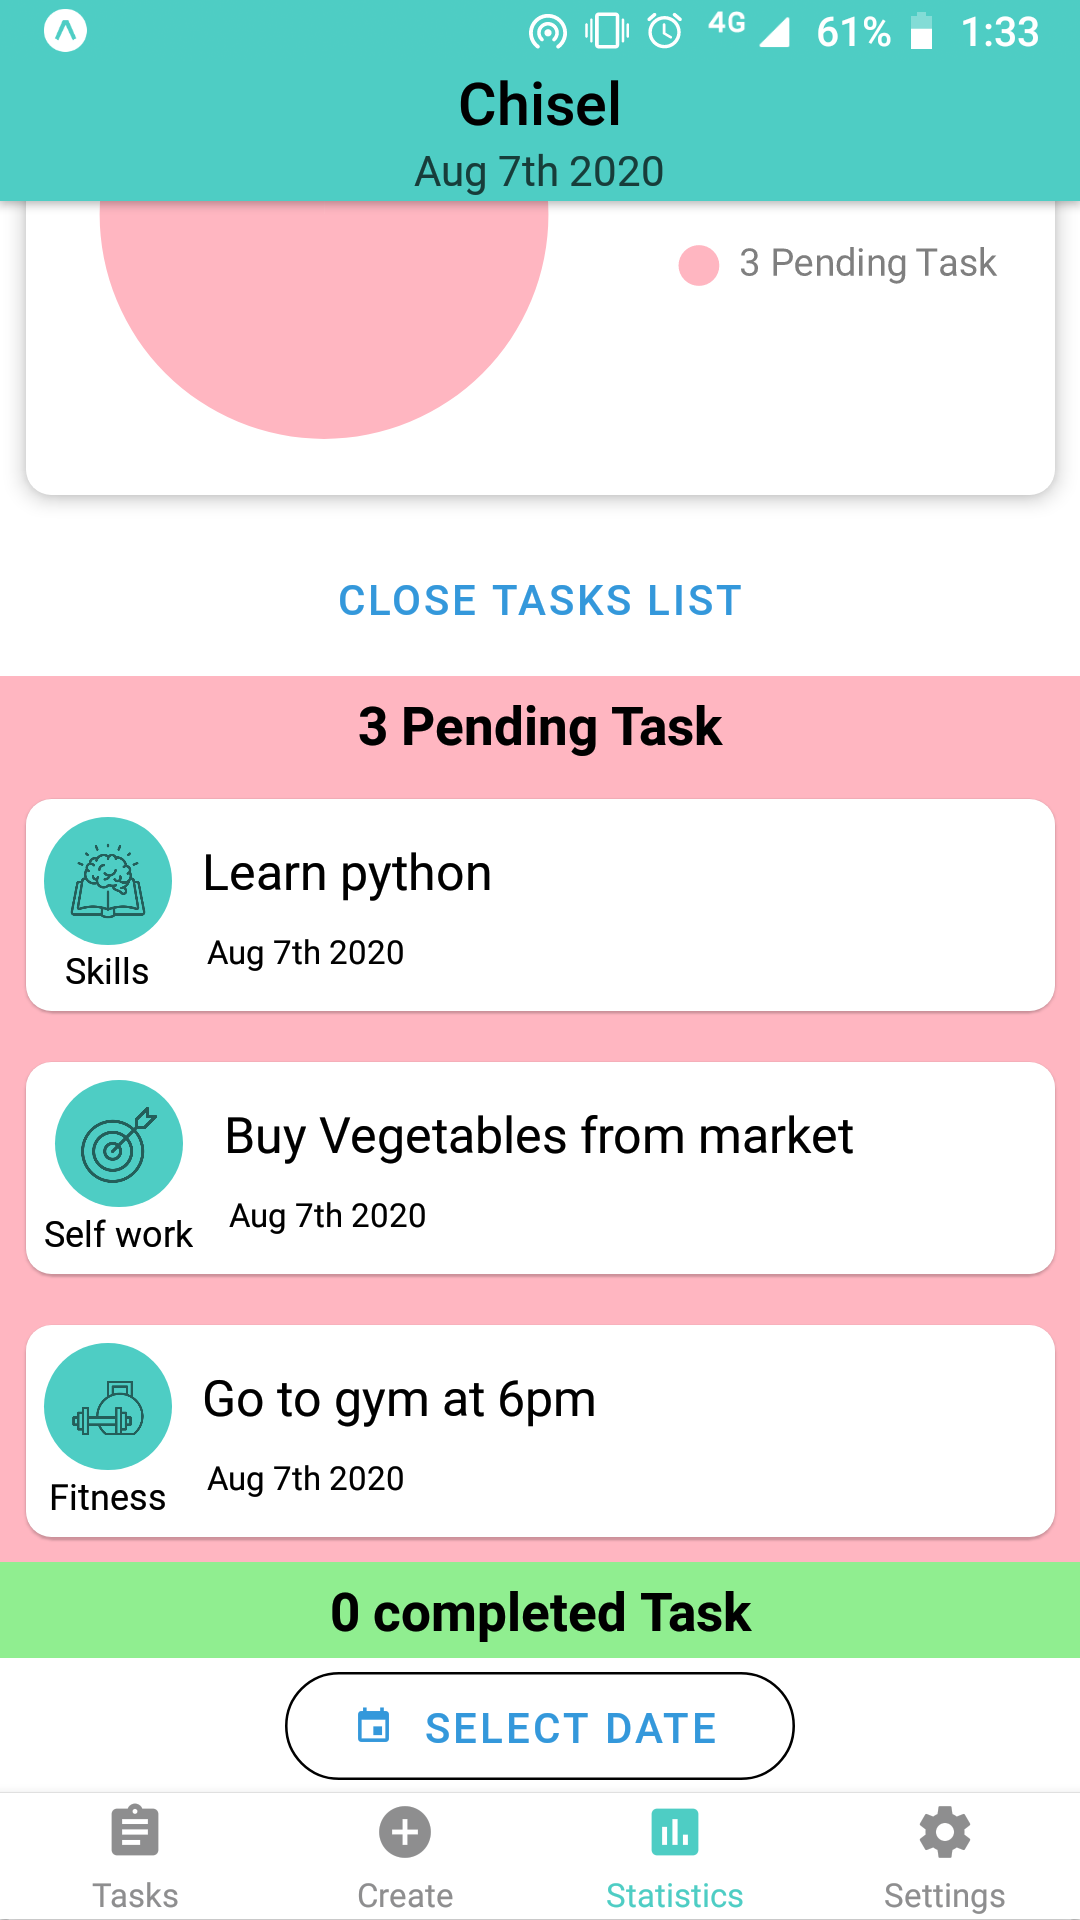 4G 61% 1:33
Chisel
Aug 7th 2020
3 Pending Task
CLOSE TASKS LIST
3 Pending Task
Learn python
Aug 7th 2020
Skills
Buy Vegetables from market
Aug 7th 2020
Self work
Go to gym at 6pm
Aug 7th 2020
Fitness
0 completed Task
SELECT DATE
Tasks Create Statistics Settings